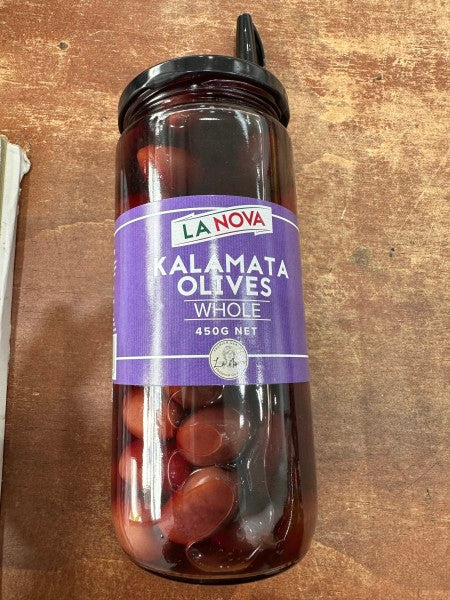 LA NOVA
KALAMATA
OLIVES
WHOLE
450G NET